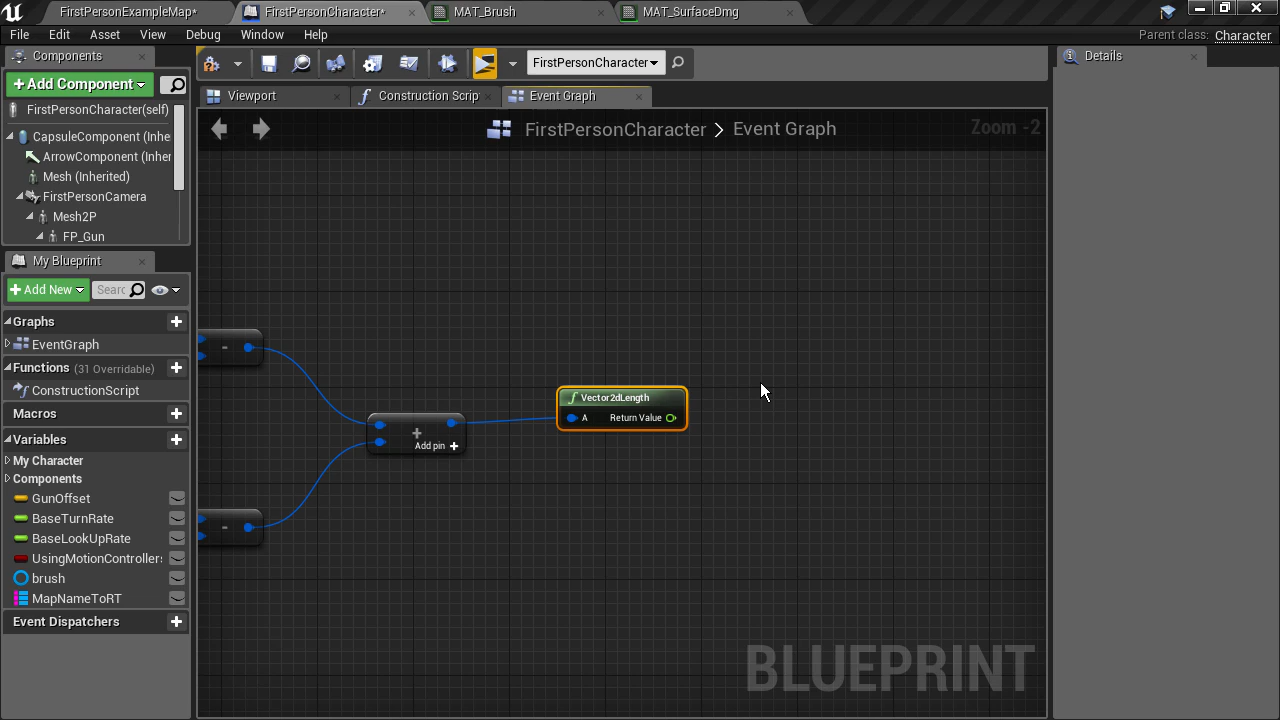 FirstPersonExampleMap*
FirstPersonCharacter*
MAT_Brush
MAT_SurfaceDmg
File Edit Asset View Debug Window Help
Parent class: Character
Components
+Add Component
FirstPersonCharacter(self)
CapsuleComponent (Inhe
ArrowComponent (Inher
Mesh (Inherited)
FirstPersonCamera
Mesh2P
FP_Gun
My Blueprint
+Add New
Searc
Graphs
EventGraph
Functions (31 Overridable)
ConstructionScript
Macros
Variables
My Character
Components
GunOffset
BaseTurnRate
BaseLookUpRate
UsingMotionControllers
brush
MapNameToRT
Event Dispatchers
FirstPersonCharacter
Viewport
Construction Scrip
Event Graph
FirstPersonCharacter > Event Graph
Zoom -2
-
+
Add pin +
-
f Vector2dLength
A Return Value
BLUEPRINT
Details